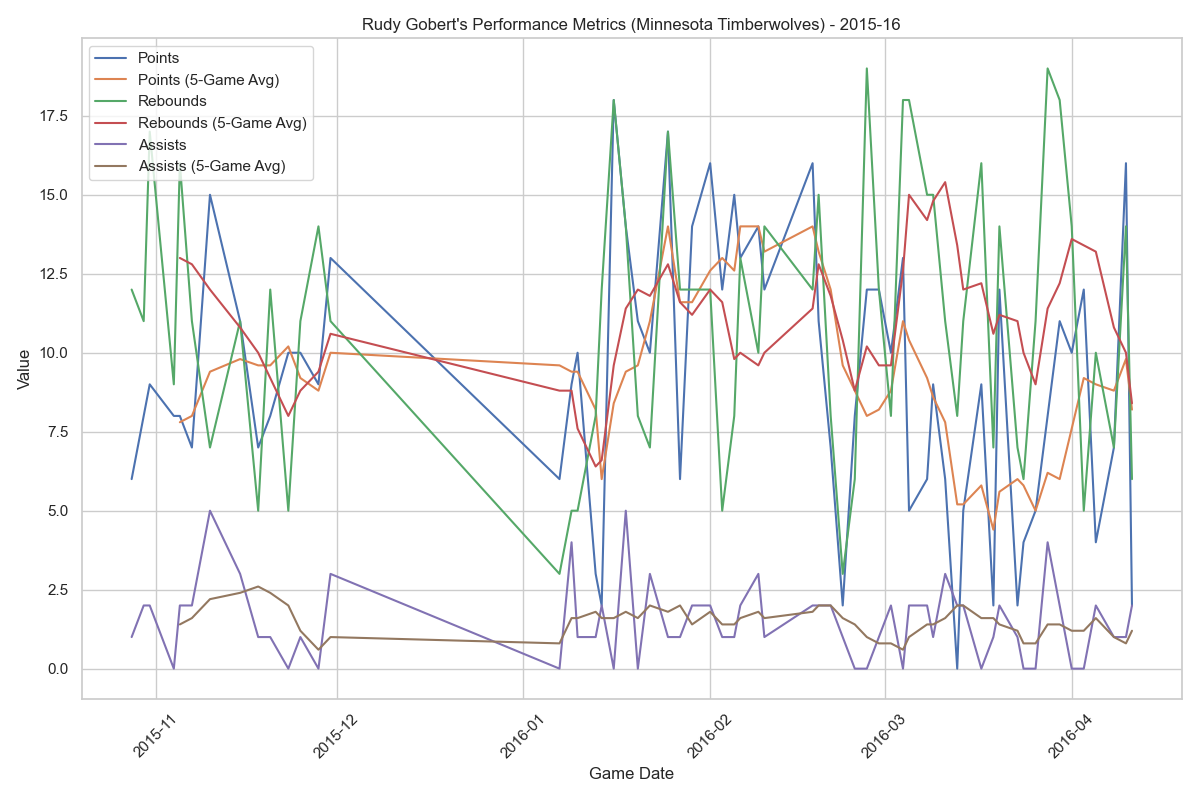 Rudy Gobert's Performance Metrics (Minnesota Timberwolves) - 2015-16
Points
Points (5-Game Avg)
Rebounds
Rebounds (5-Game Avg)
Assists
Assists (5-Game Avg)
17.5
15.0
12.5
10.0
7.5
5.0
2.5
0.0
Value
2015-11
2015-12
2016-01
2016-02
2016-03
2016-04
Game Date